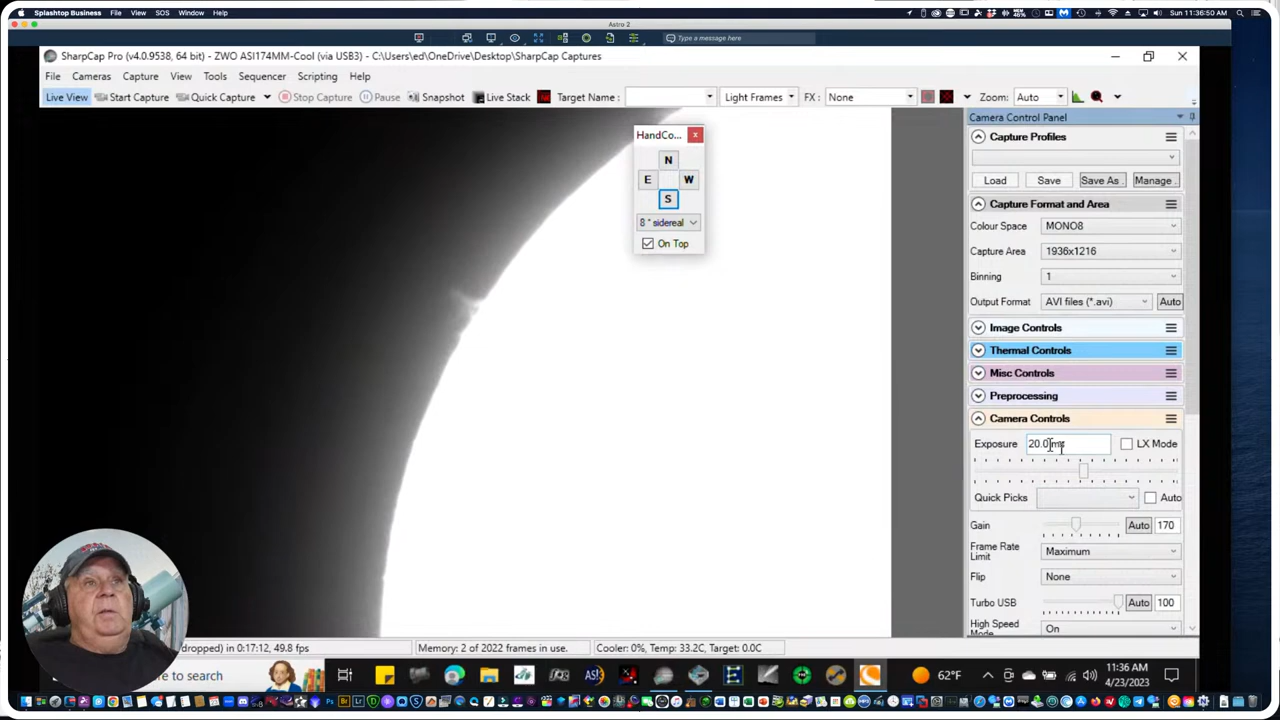 Splashtop Business File View SOS Window Help
Sun 11:36:50 AM
Astro 2
Type a message here
SharpCap Pro (v4.0.9538, 64 bit) - ZWO ASI174MM-Cool (via USB3) - C:\Users\ed\OneDrive\Desktop\SharpCap Captures
File Cameras Capture View Tools Sequencer Scripting Help
Live View Start Capture Quick Capture Stop Capture Pause Snapshot Live Stack Target Name : Light Frames FX : None Zoom: Auto
HandCo...
N
E W
S
8 * sidereal
On Top
Camera Control Panel
Capture Profiles
Load Save Save As Manage
Capture Format and Area
Colour Space MONO8
Capture Area 1936x1216
Binning 1
Output Format AVI files (*.avi) Auto
Image Controls
Thermal Controls
Misc Controls
Preprocessing
Camera Controls
Exposure 20.0 ms LX Mode
Quick Picks Auto
Gain Auto 170
Frame Rate
Limit Maximum
Flip None
Turbo USB Auto 100
High Speed
Mode On
dropped) in 0:17:12, 49.8 fps Memory: 2 of 2022 frames in use. Cooler: 0%, Temp: 33.2C, Target: 0.0C
to search
62°F
11:36 AM
4/23/2023